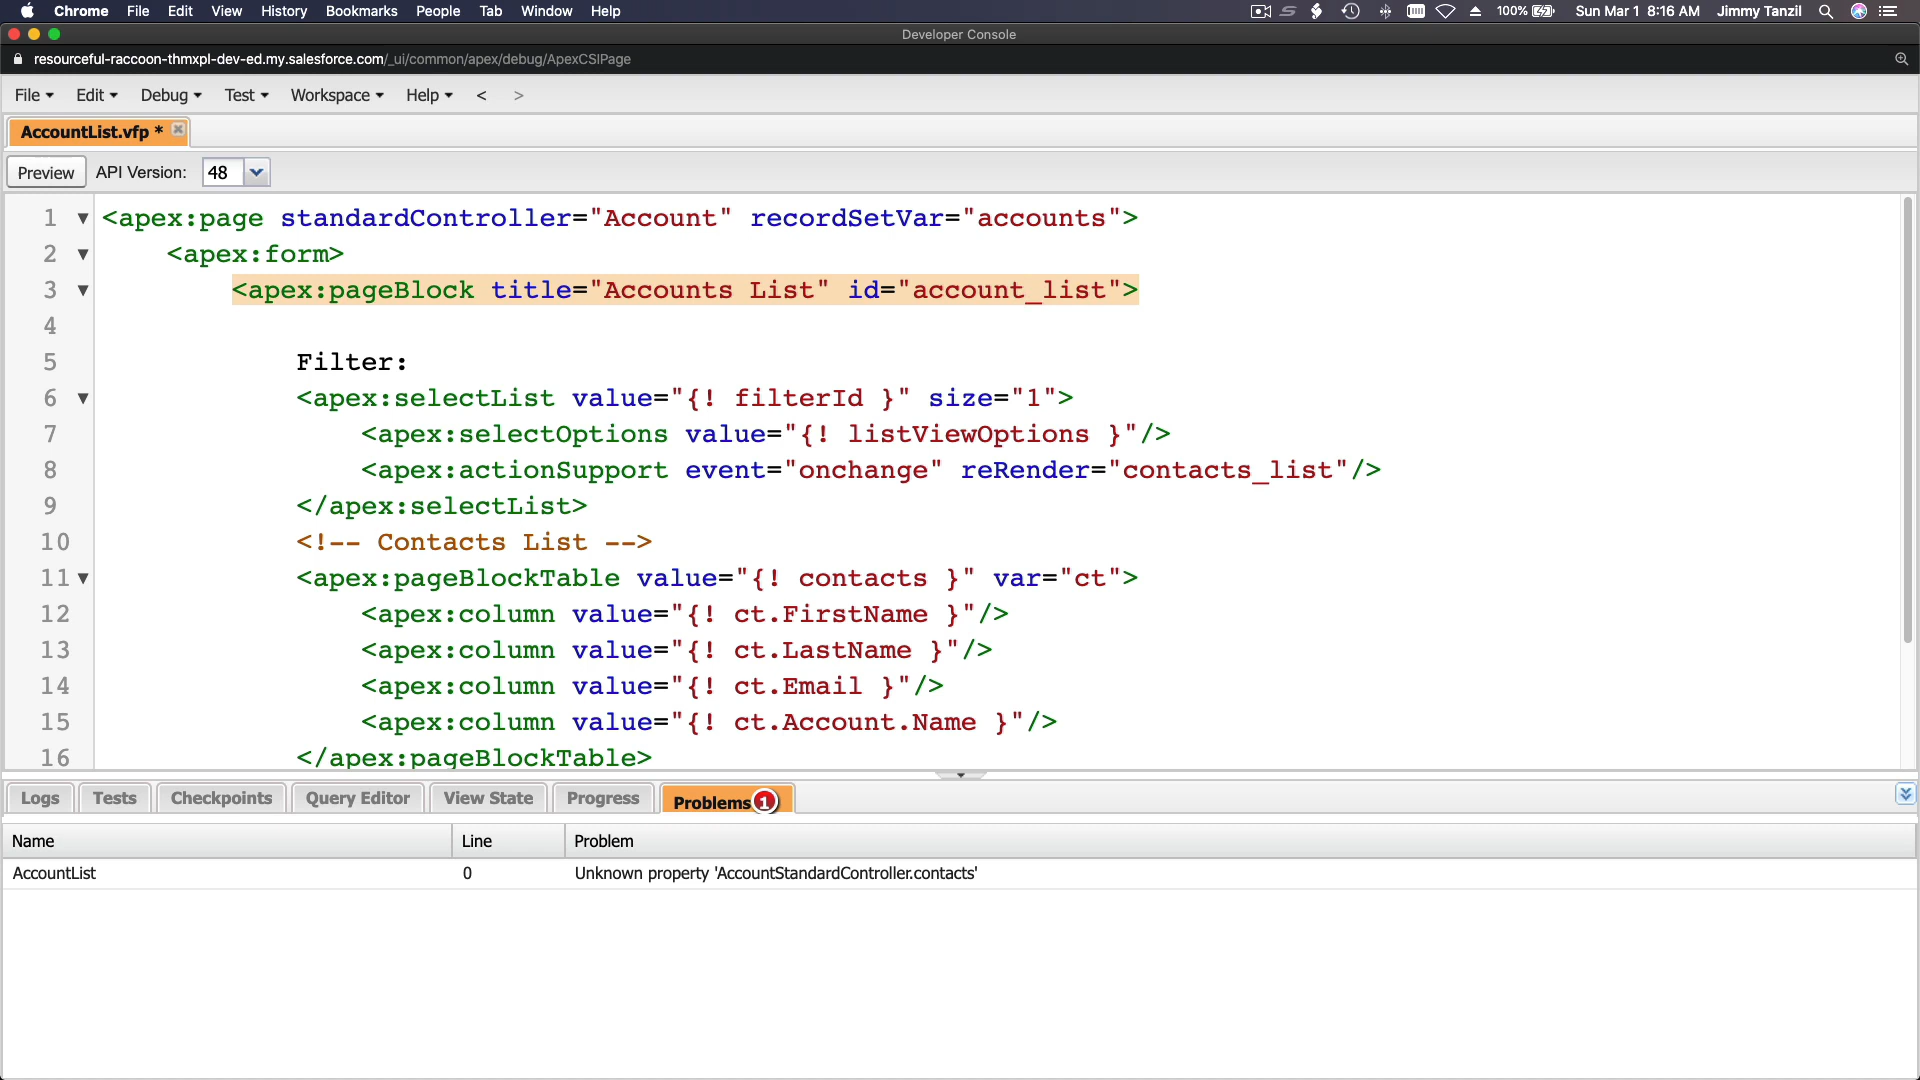 Chrome File Edit View History Bookmarks People Tab Window Help 100% Sun Mar 1 8:16 AM Jimmy Tanzil
Developer Console
resourceful-raccoon-thmxpl-dev-ed.my.salesforce.com/_ui/common/apex/debug/ApexCSIPage
File Edit Debug Test Workspace Help < >
AccountList.vfp *
Preview API Version: 48
1 <apex:page standardController="Account" recordSetVar="accounts">
2 <apex:form>
3 <apex:pageBlock title="Accounts List" id="account_list">
4
5 Filter:
6 <apex:selectList value="{! filterId }" size="1">
7 <apex:selectOptions value="{! listViewOptions }"/>
8 <apex:actionSupport event="onchange" reRender="contacts_list"/>
9 </apex:selectList>
10 <!-- Contacts List -->
11 <apex:pageBlockTable value="{! contacts }" var="ct">
12 <apex:column value="{! ct.FirstName }"/>
13 <apex:column value="{! ct.LastName }"/>
14 <apex:column value="{! ct.Email }"/>
15 <apex:column value="{! ct.Account.Name }"/>
16 </apex:pageBlockTable>
Logs Tests Checkpoints Query Editor View State Progress Problems 1
Name Line Problem
AccountList 0 Unknown property 'AccountStandardController.contacts'